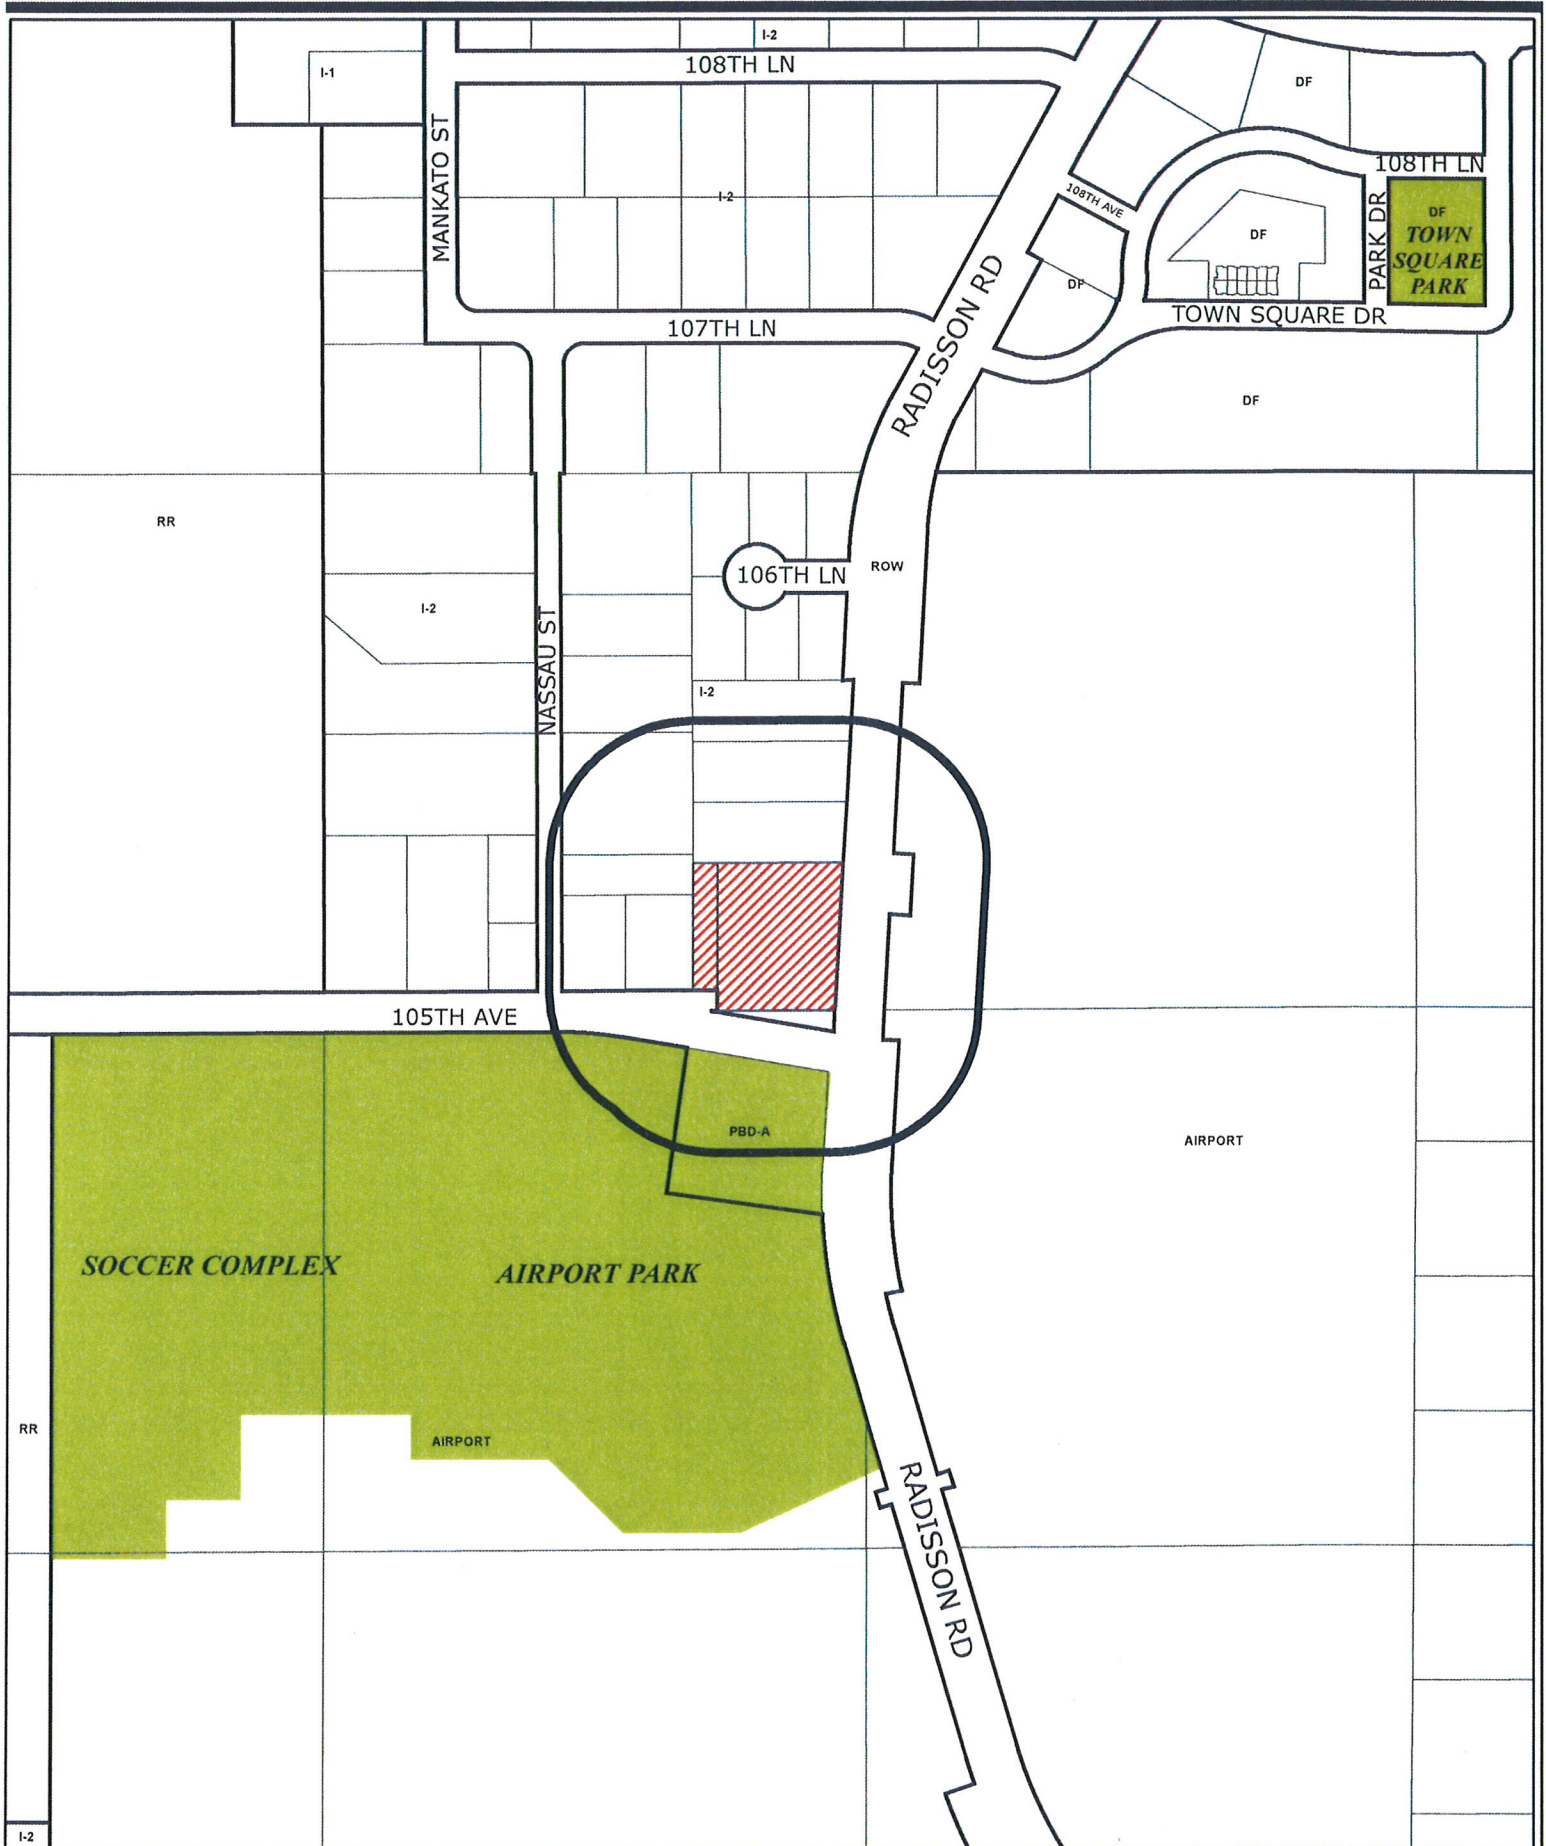 I-2
108TH LN
I-1
DF
MANKATO ST
108TH LN
I-2
108TH AVE
PARK DR
DF
TOWN
SQUARE
PARK
DF
DF
RADISSON RD
TOWN SQUARE DR
107TH LN
DF
RR
ROW
106TH LN
I-2
NASSAU ST
I-2
105TH AVE
PBD-A
AIRPORT
SOCCER COMPLEX
AIRPORT PARK
RR
AIRPORT
RADISSON RD
I-2